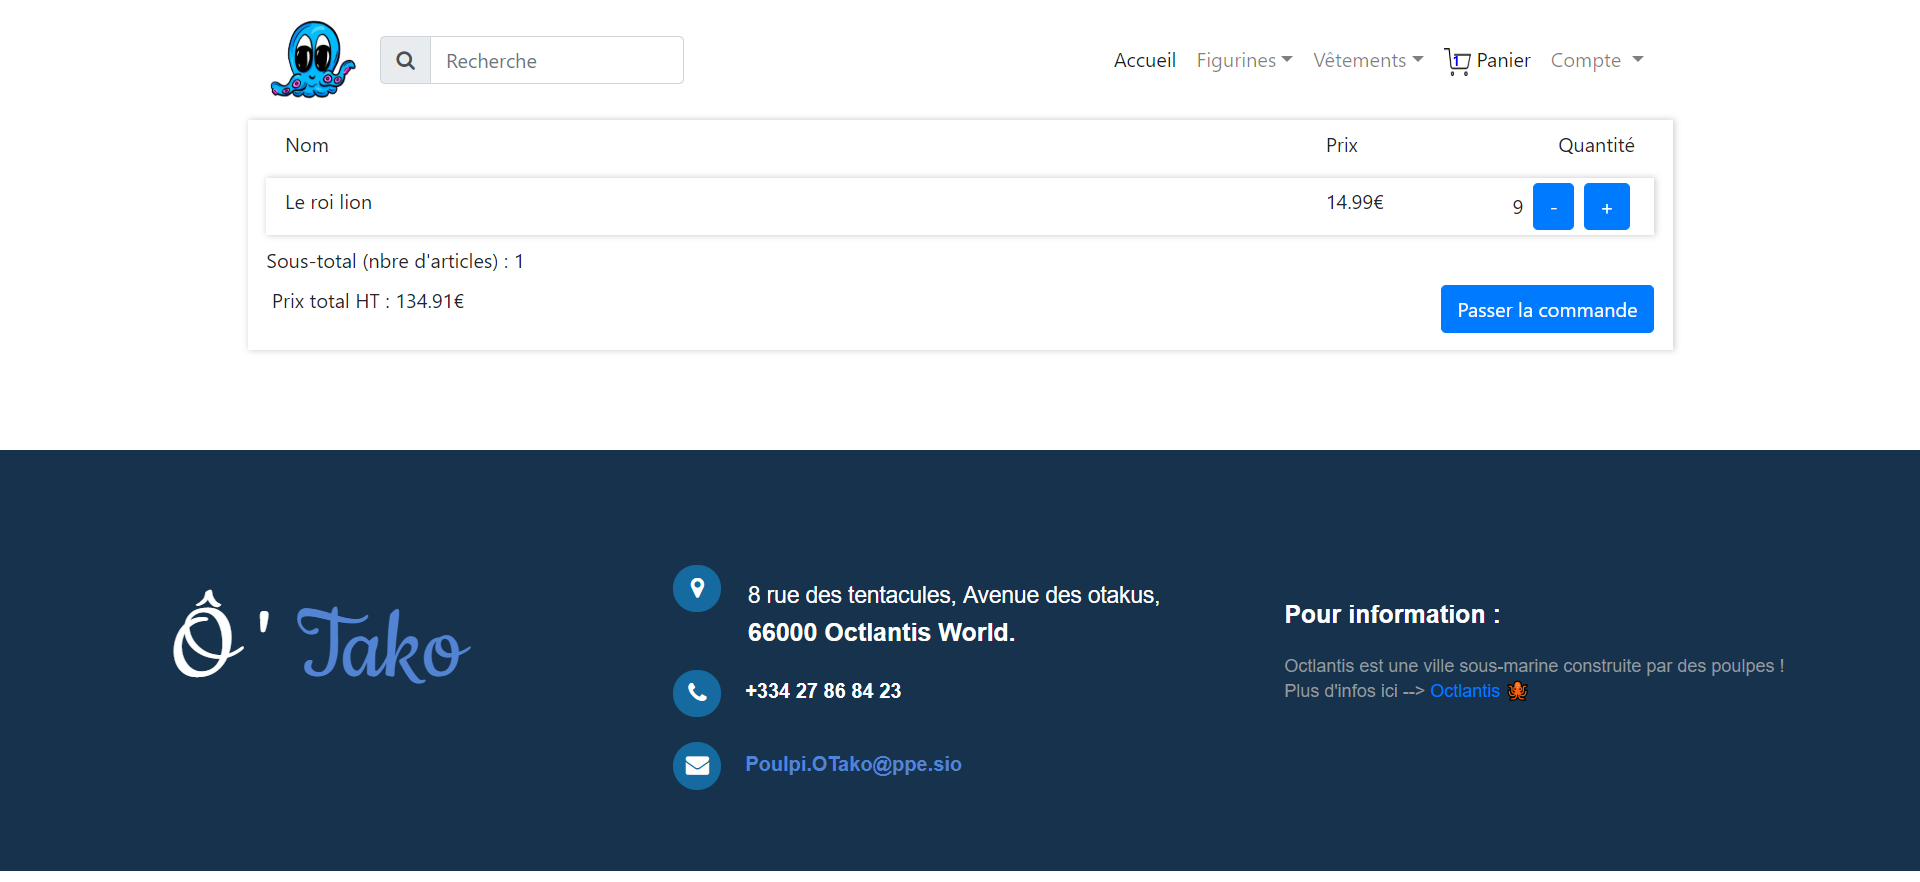 Recherche
Accueil Figurines Vêtements 1 Panier Compte
Nom Prix Quantité
Le roi lion 14.99€ 9 - +
Sous-total (nbre d'articles) : 1
Prix total HT : 134.91€
Passer la commande
Ô ' Tako
8 rue des tentacules, Avenue des otakus,
66000 Octlantis World.
+334 27 86 84 23
Poulpi.OTako@ppe.sio
Pour information :
Octlantis est une ville sous-marine construite par des poulpes !
Plus d'infos ici --> Octlantis 🐙